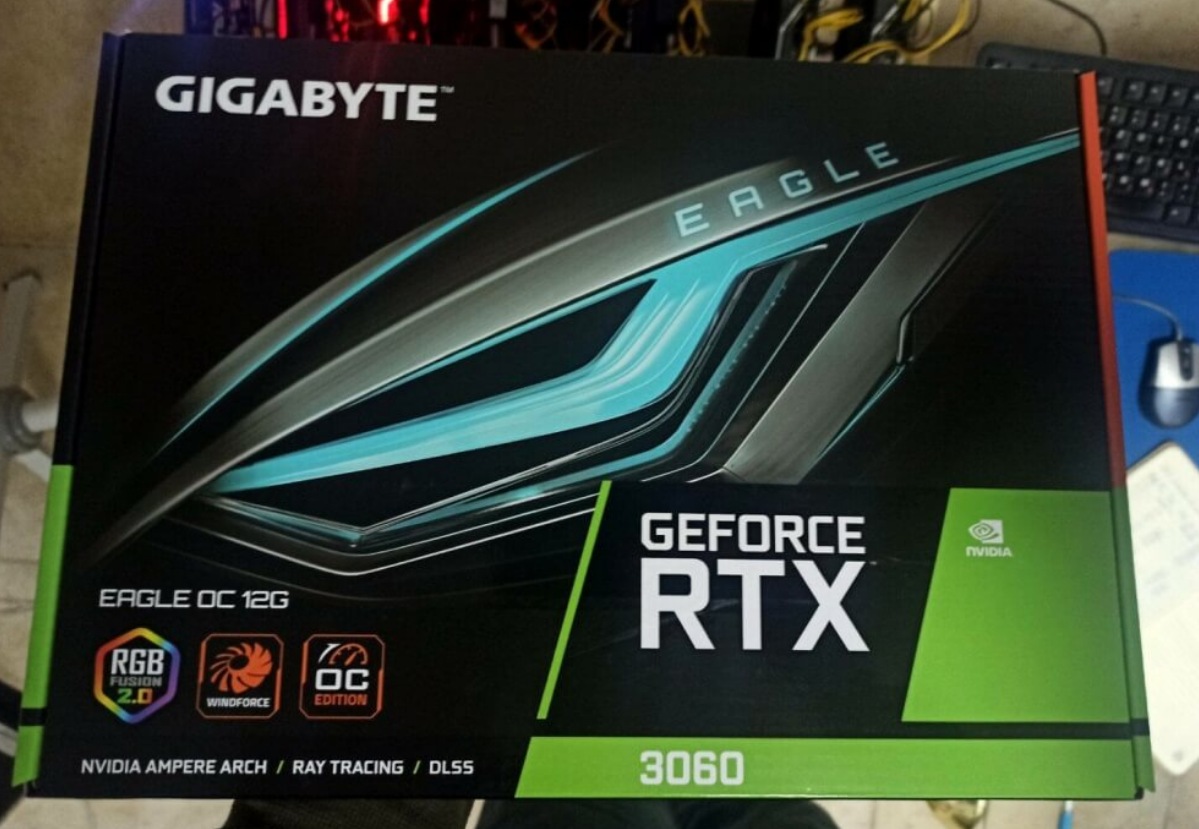 GIGABYTE™
EAGLE
GEFORCE
RTX
NVIDIA
EAGLE OC 12G
RGB
FUSION
2.0
WINDFORCE
OC
EDITION
NVIDIA AMPERE ARCH / RAY TRACING / DLSS
3060